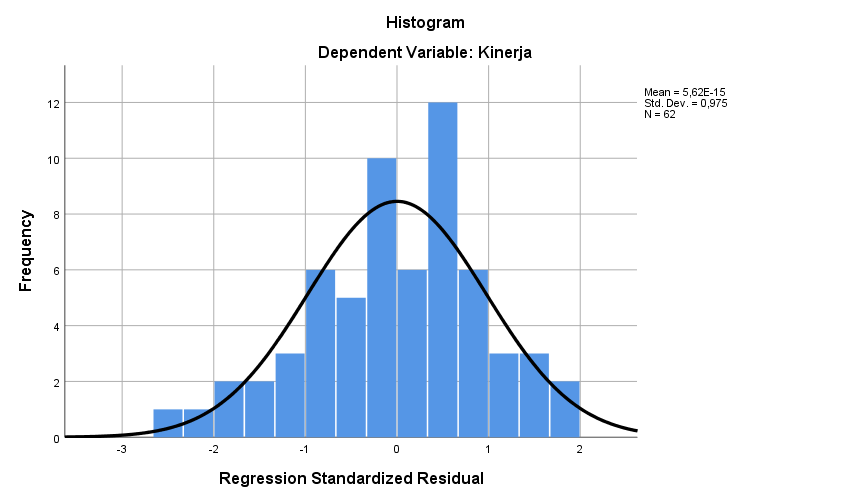 Histogram
Dependent Variable: Kinerja
Mean = 5,62E-15
Std. Dev. = 0,975
N = 62
Frequency
12
10
8
6
4
2
0
-3
-2
-1
0
1
2
Regression Standardized Residual